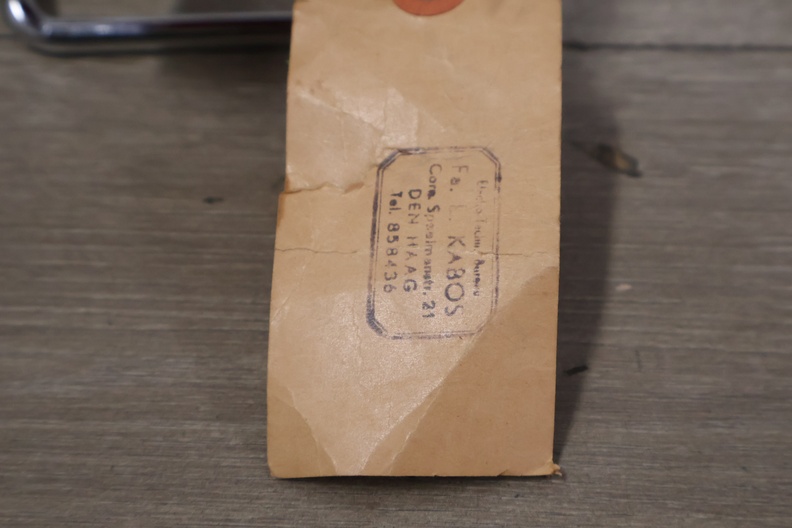 Fa. L. KABOS
Corn. Speelmanstr. 21
DEN HAAG
Tel. 858436